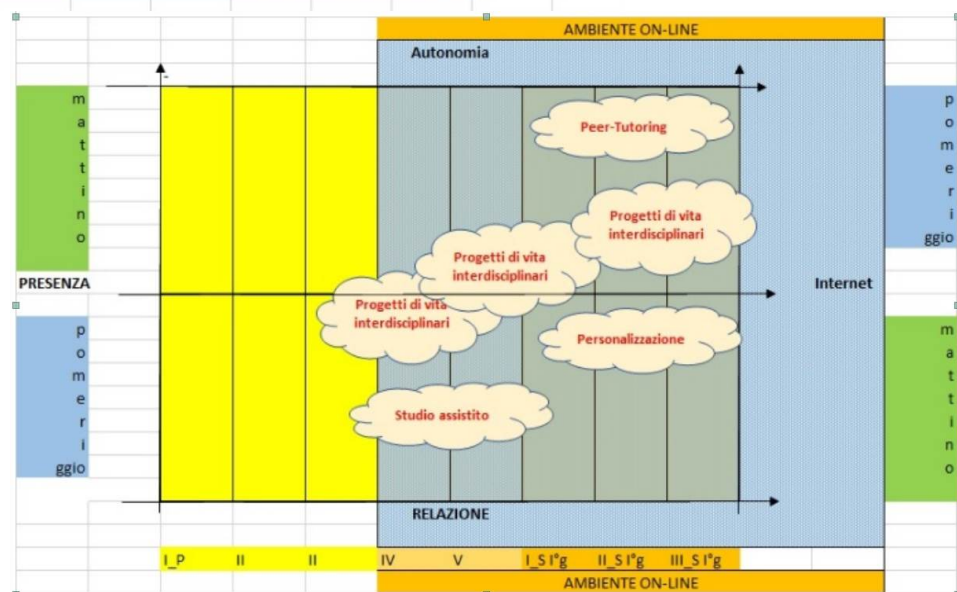 AMBIENTE ON-LINE
Autonomia
m
a
t
t
i
n
o
PRESENZA
p
o
m
e
r
i
ggio
Peer-Tutoring
Progetti di vita
interdisciplinari
Progetti di vita
interdisciplinari
Progetti di vita
interdisciplinari
Personalizzazione
Studio assistito
Internet
p
o
m
e
r
i
ggio
m
a
t
t
i
n
o
RELAZIONE
I_P II II IV V I_S I°g II_S I°g III_S I°g
AMBIENTE ON-LINE